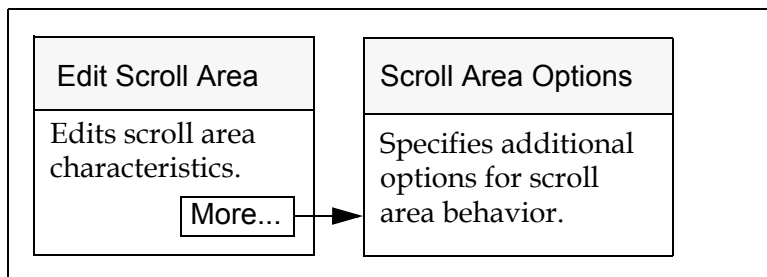 Edit Scroll Area
Edits scroll area
characteristics.
More...
Scroll Area Options
Specifies additional
options for scroll
area behavior.